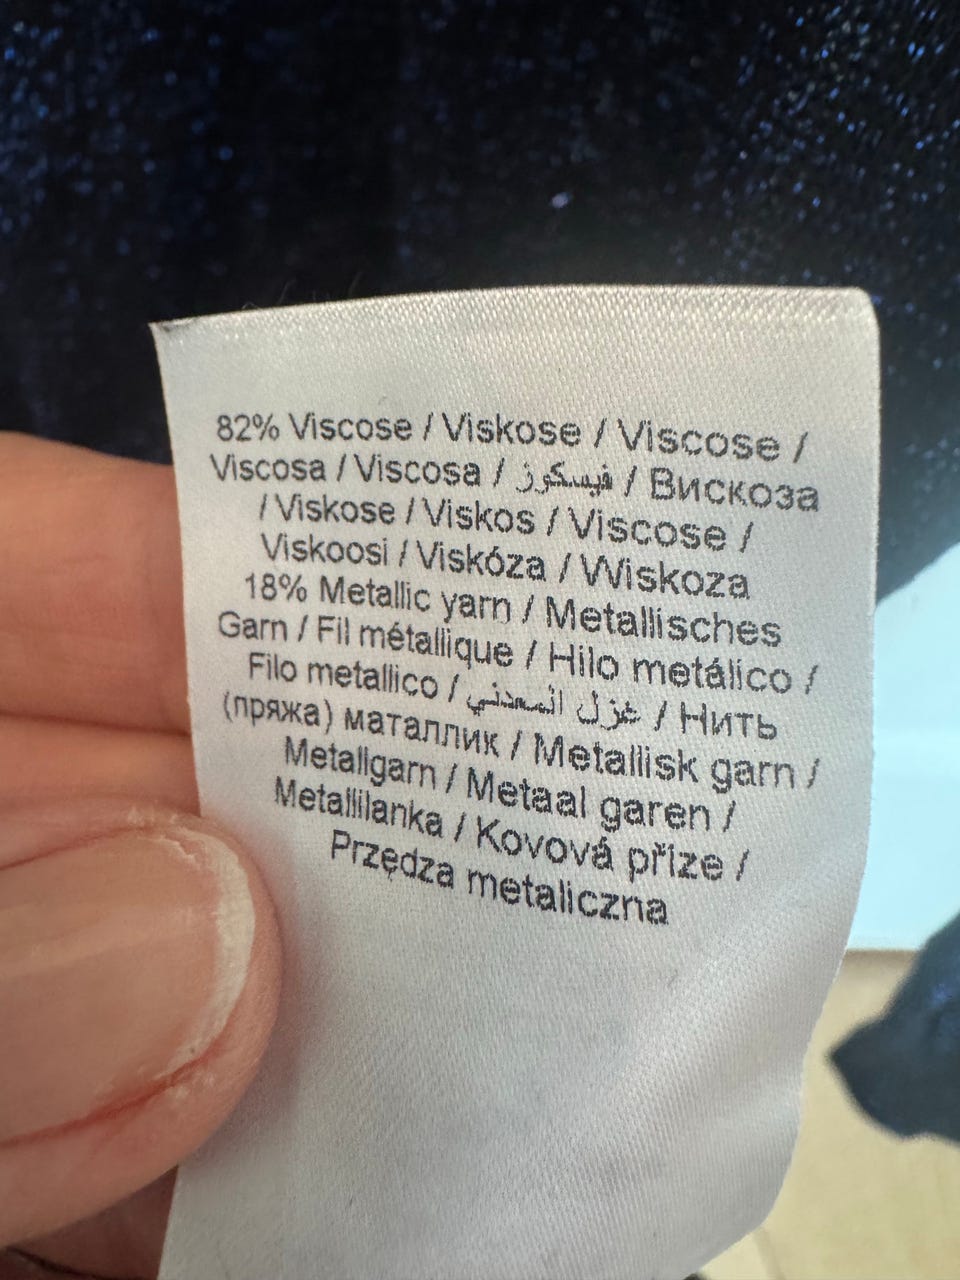 82% Viscose / Viskose / Viscose /
Viscosa / Viscosa / فيسكوز / Вискоза
/ Viskose / Viskos / Viscose /
Viskoosi / Viskóza / Wiskoza
18% Metallic yarn / Metallisches
Garn / Fil métallique / Hilo metálico /
Filo metallico / غزل المعدني / Нить
(пряжа) маталлик / Metallisk garn /
Metallgarn / Metaal garen /
Metallilanka / Kovová příze /
Przędza metaliczna